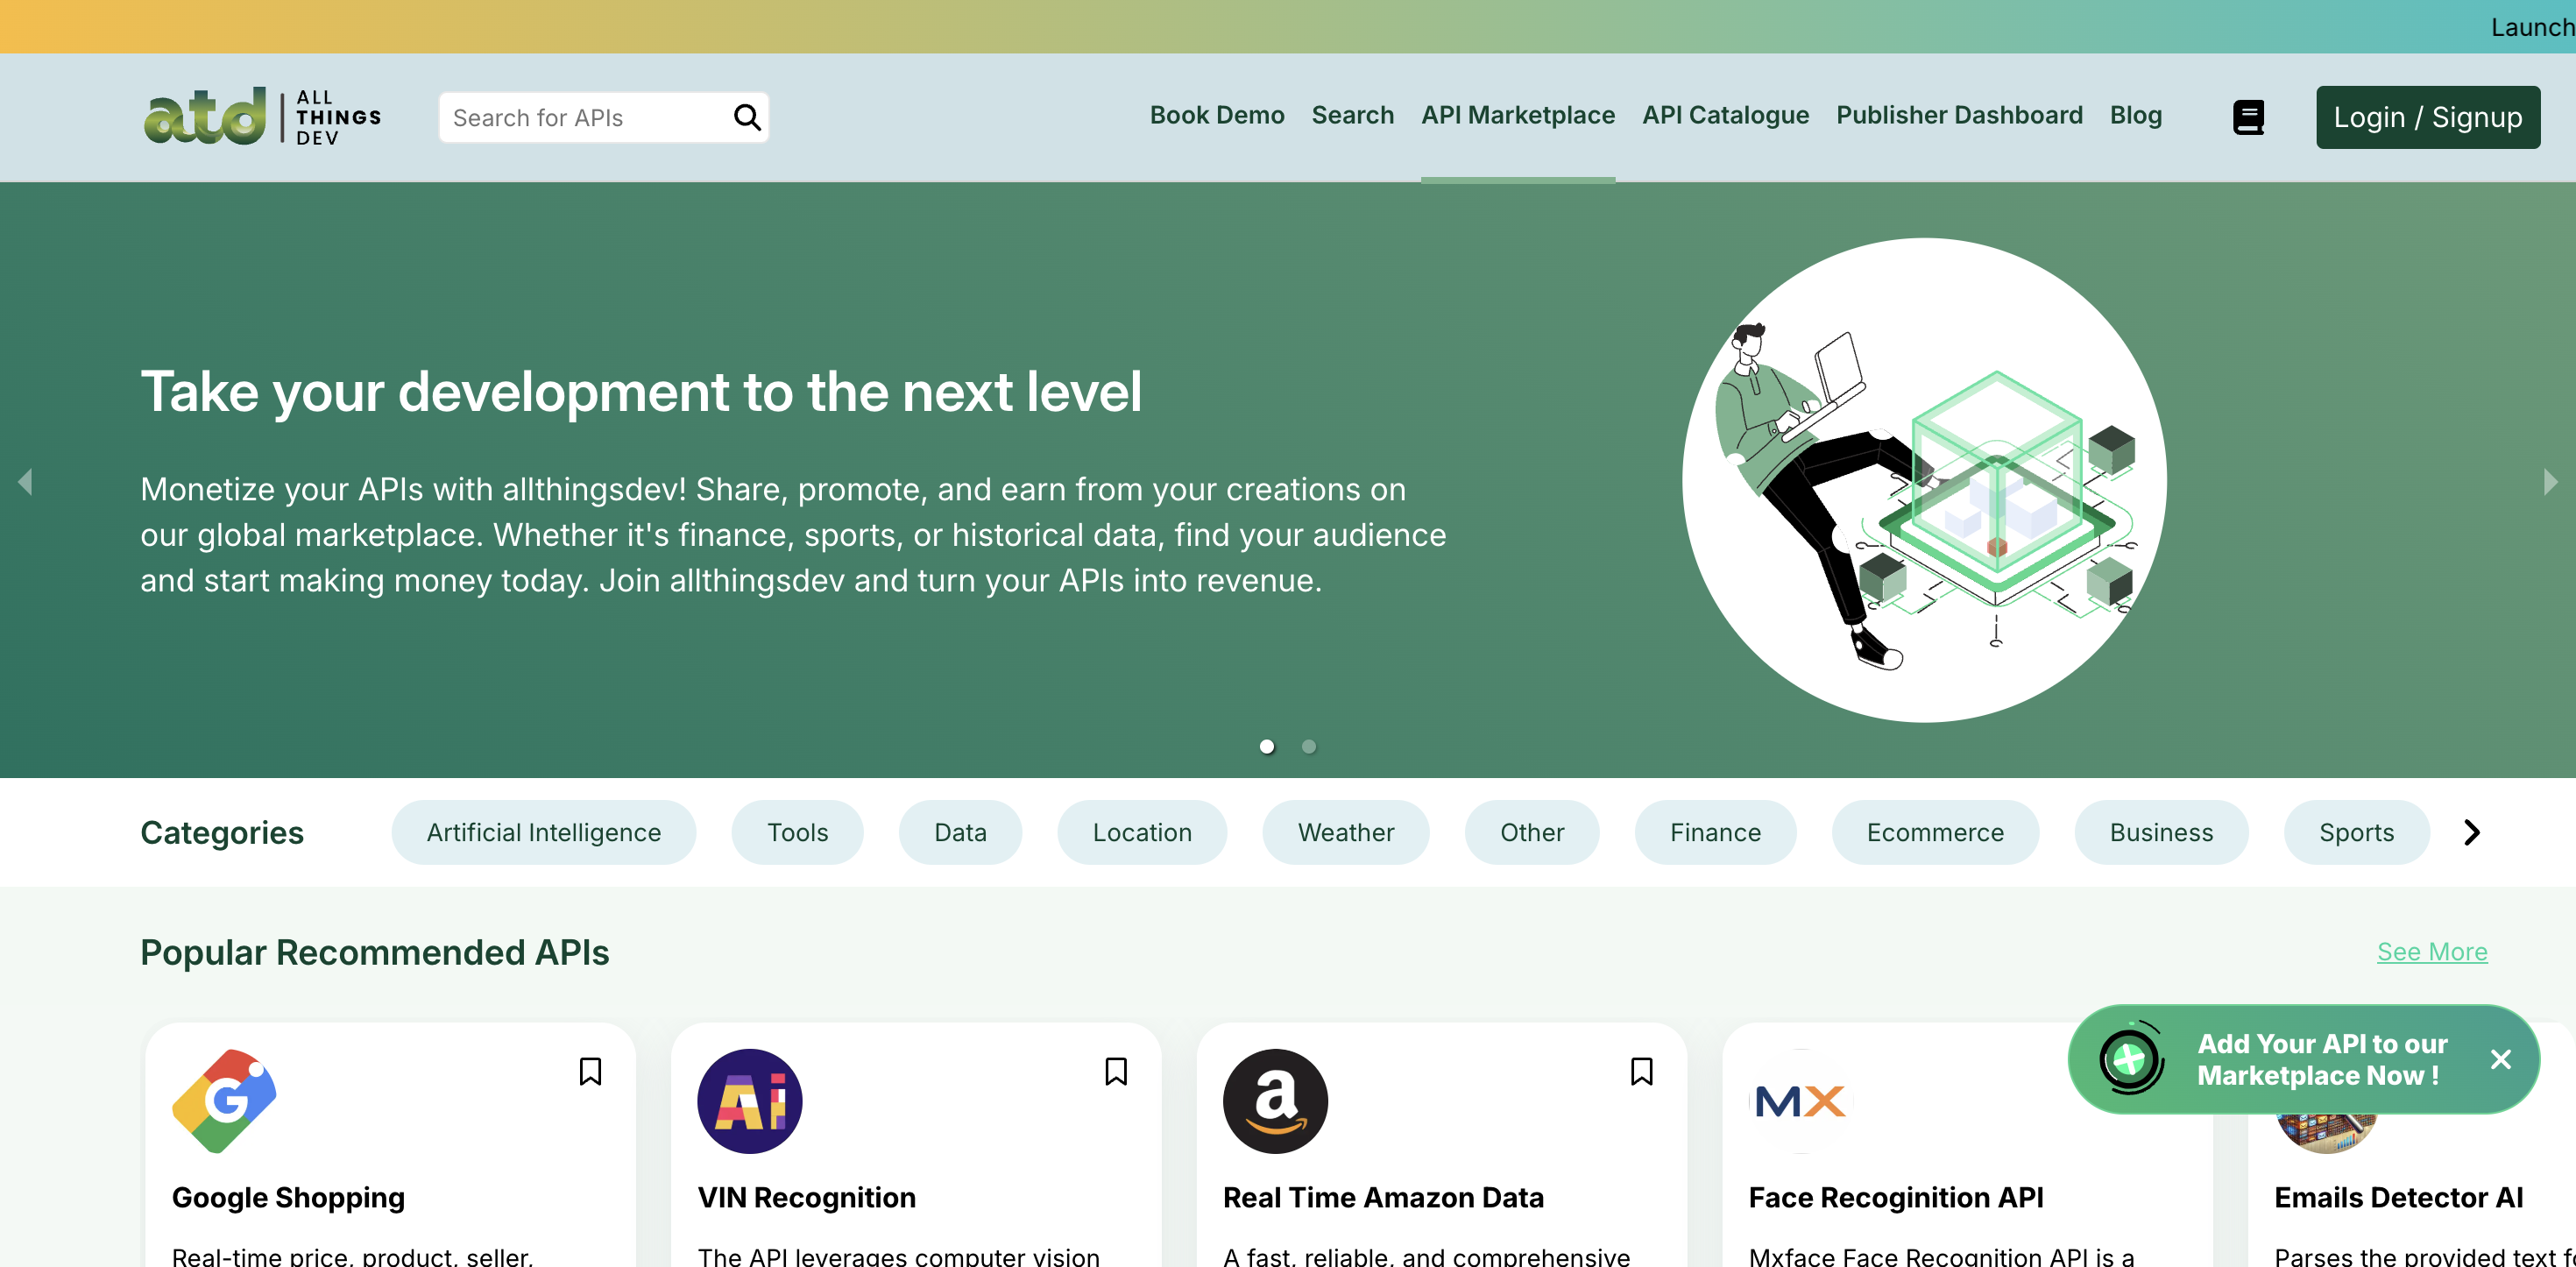 Launch
atd
ALL
THINGS
DEV
Search for APIs
Book Demo
Search
API Marketplace
API Catalogue
Publisher Dashboard
Blog
Login / Signup
Take your development to the next level
Monetize your APIs with allthingsdev! Share, promote, and earn from your creations on
our global marketplace. Whether it's finance, sports, or historical data, find your audience
and start making money today. Join allthingsdev and turn your APIs into revenue.
Categories
Artificial Intelligence
Tools
Data
Location
Weather
Other
Finance
Ecommerce
Business
Sports
Popular Recommended APIs
See More
Add Your API to our
Marketplace Now !
G
Ai
a
MX
Google Shopping
VIN Recognition
Real Time Amazon Data
Face Recoginition API
Emails Detector AI
Real-time price, product, seller,
The API leverages computer vision
A fast, reliable, and comprehensive
Mxface Face Recognition API is a
Parses the provided text